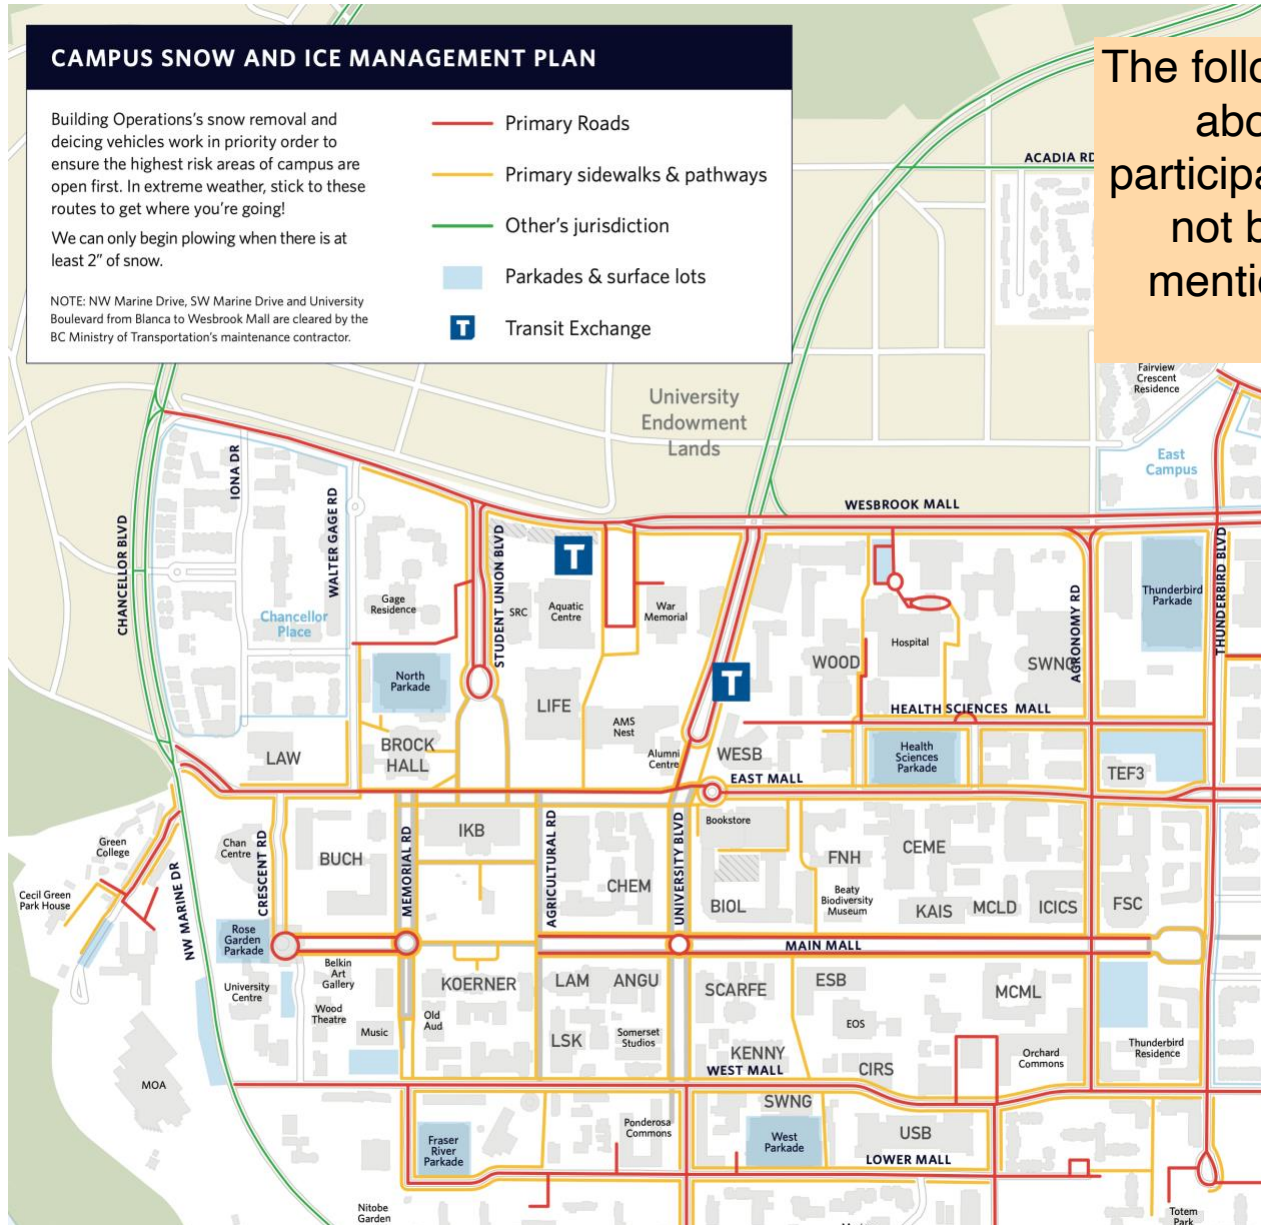 CAMPUS SNOW AND ICE MANAGEMENT PLAN
Building Operations's snow removal and
deicing vehicles work in priority order to
ensure the highest risk areas of campus are
open first. In extreme weather, stick to these
routes to get where you're going!
We can only begin plowing when there is at
least 2" of snow.
NOTE: NW Marine Drive, SW Marine Drive and University
Boulevard from Blanca to Wesbrook Mall are cleared by the
BC Ministry of Transportation's maintenance contractor.
Primary Roads
Primary sidewalks & pathways
Other's jurisdiction
Parkades & surface lots
T
Transit Exchange
The follo
abo
participa
not b
mentio
ACADIA RD
Fairview
Crescent
Residence
University
Endowment
Lands
East
Campus
WESBROOK MALL
CHANCELLOR BLVD
IONA DR
WALTER GAGE RD
STUDENT UNION BLVD
AGRONOMY RD
THUNDERBIRD BLVD
T
Gage
Residence
Chancellor
Place
SRC
Aquatic
Centre
War
Memorial
Hospital
Thunderbird
Parkade
North
Parkade
T
WOOD
SWNG
LIFE
HEALTH SCIENCES MALL
AMS
Nest
LAW
BROCK
HALL
Alumni
Centre
WESB
Health
Sciences
Parkade
TEF3
EAST MALL
Bookstore
IKB
Green
College
Chan
Centre
CRESCENT RD
BUCH
MEMORIAL RD
AGRICULTURAL RD
CHEM
UNIVERSITY BLVD
FNH
CEME
Cecil Green
Park House
Beaty
Biodiversity
Museum
BIOL
KAIS
MCLD
ICICS
FSC
NW MARINE DR
Rose
Garden
Parkade
MAIN MALL
Belkin
Art
Gallery
University
Centre
Wood
Theatre
KOERNER
LAM
ANGU
SCARFE
ESB
MCML
Music
Old
Aud
EOS
LSK
Somerset
Studios
KENNY
Orchard
Commons
Thunderbird
Residence
WEST MALL
CIRS
MOA
SWNG
Ponderosa
Commons
Fraser
River
Parkade
West
Parkade
USB
LOWER MALL
Nitobe
Garden
Totem
Park